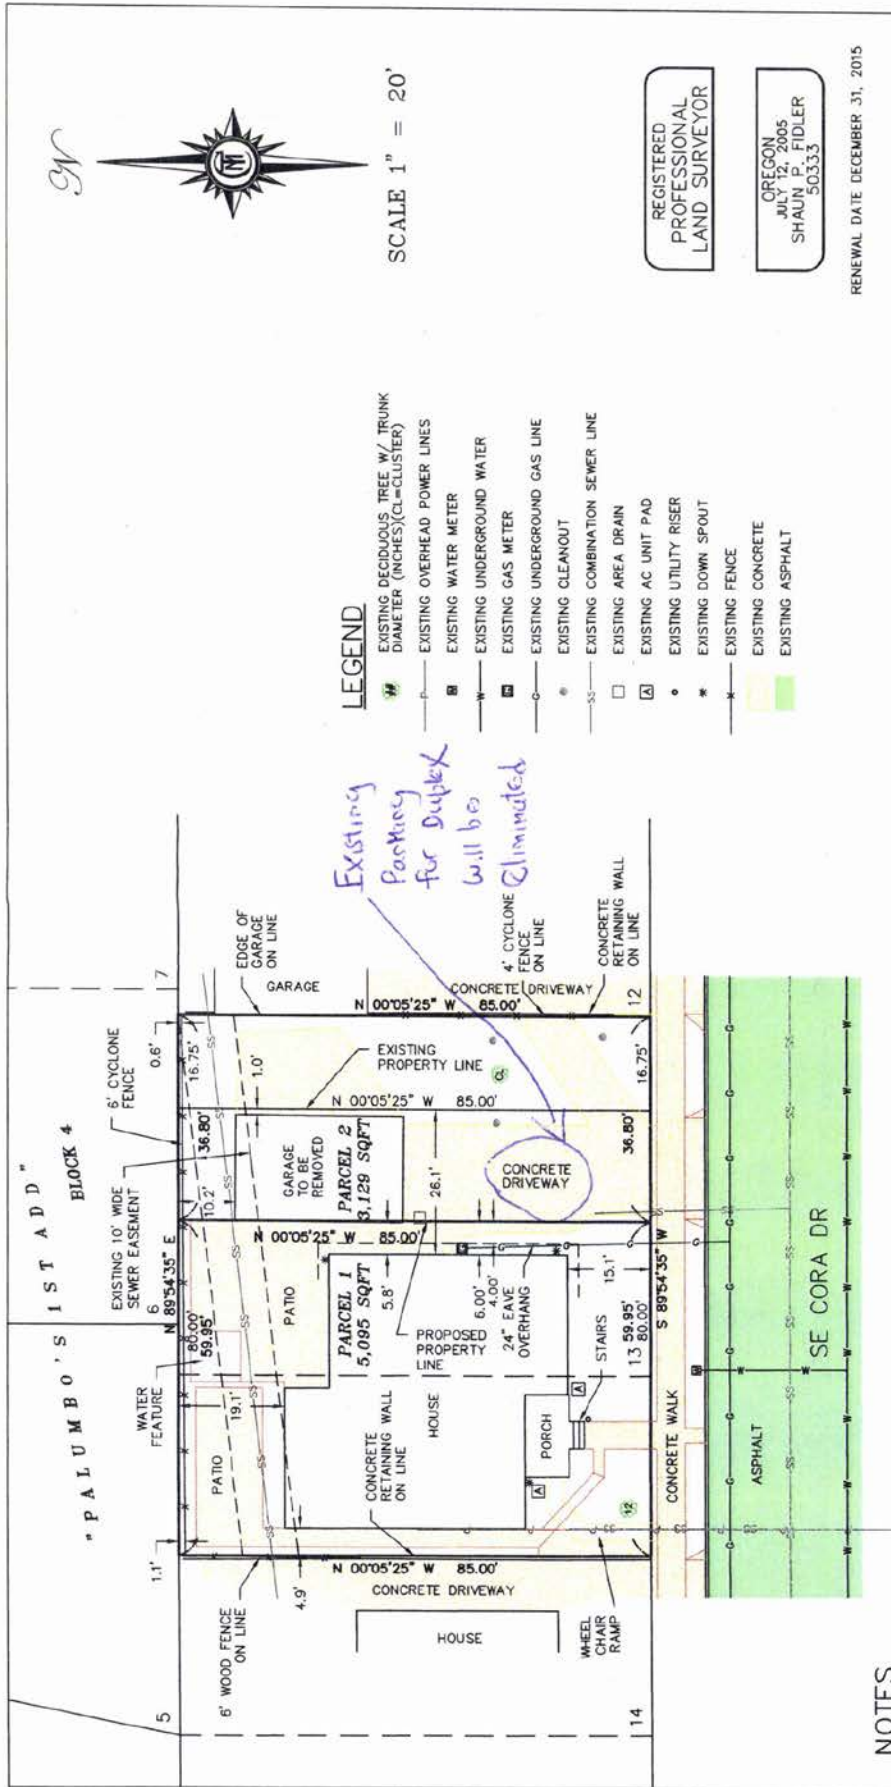 "PALUMBO'S 1ST ADD"
BLOCK 4
N
SCALE 1" = 20'
5
6
7
6' WOOD FENCE
ON LINE
1.1'
WATER
FEATURE
EXISTING 10' WIDE
SEWER EASEMENT
6' CYCLONE
FENCE
0.6'
N 89°54'35" E
80.00'
59.95'
36.80'
16.75'
10.2'
19.1'
4.9'
1.0'
PATIO
PATIO
EDGE OF
GARAGE
ON LINE
GARAGE
N 00°05'25" W 85.00'
CONCRETE DRIVEWAY
HOUSE
CONCRETE
RETAINING WALL
ON LINE
HOUSE
PARCEL 1
5,095 SQFT
N 00°05'25" W 85.00'
5.8'
PROPOSED
PROPERTY
LINE
6.00'
4.00'
24" EAVE
OVERHANG
GARAGE
TO BE
REMOVED
PARCEL 2
3,129 SQFT
26.1'
EXISTING
PROPERTY LINE
N 00°05'25" W 85.00'
CL
CONCRETE
DRIVEWAY
N 00°05'25" W 85.00'
CONCRETE DRIVEWAY
4' CYCLONE
FENCE
ON LINE
CONCRETE
RETAINING WALL
ON LINE
Existing
Parking
for Duplex
will be
Eliminated
PORCH
A
A
STAIRS
15.1'
12
WHEEL
CHAIR
RAMP
14
13
59.95'
80.00'
36.80'
16.75'
12
S 89°54'35" W
CONCRETE WALK
ASPHALT
SE CORA DR
LEGEND
## EXISTING DECIDUOUS TREE W/ TRUNK
DIAMETER (INCHES)(CL=CLUSTER)
P EXISTING OVERHEAD POWER LINES
EXISTING WATER METER
W EXISTING UNDERGROUND WATER
EXISTING GAS METER
G EXISTING UNDERGROUND GAS LINE
EXISTING CLEANOUT
SS EXISTING COMBINATION SEWER LINE
EXISTING AREA DRAIN
A EXISTING AC UNIT PAD
EXISTING UTILITY RISER
EXISTING DOWN SPOUT
EXISTING FENCE
EXISTING CONCRETE
EXISTING ASPHALT
REGISTERED
PROFESSIONAL
LAND SURVEYOR
OREGON
JULY 12, 2005
SHAUN P. FIDLER
50333
RENEWAL DATE DECEMBER 31, 2015
NOTES